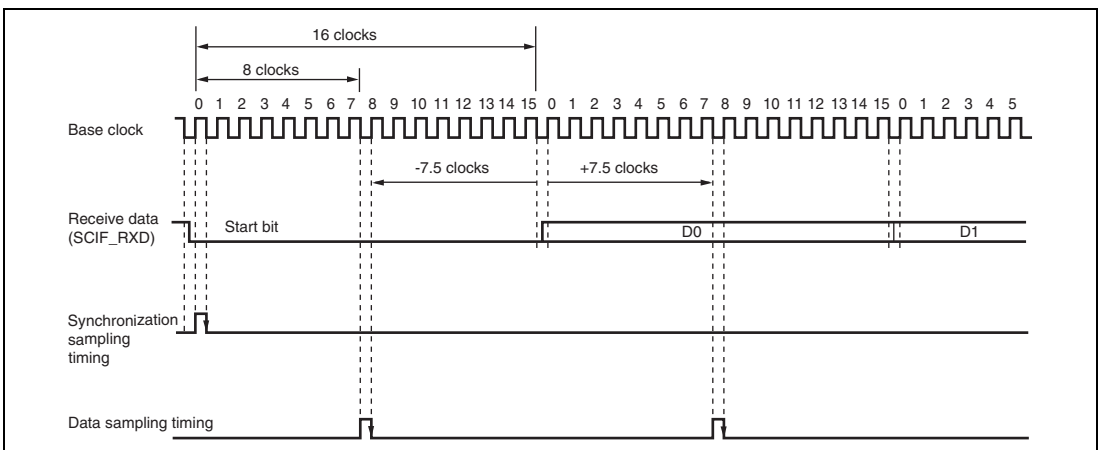 16 clocks
8 clocks
0 1 2 3 4 5 6 7 8 9 10 11 12 13 14 15 0 1 2 3 4 5 6 7 8 9 10 11 12 13 14 15 0 1 2 3 4 5
Base clock
-7.5 clocks +7.5 clocks
Receive data
(SCIF_RXD)
Start bit D0 D1
Synchronization
sampling
timing
Data sampling timing